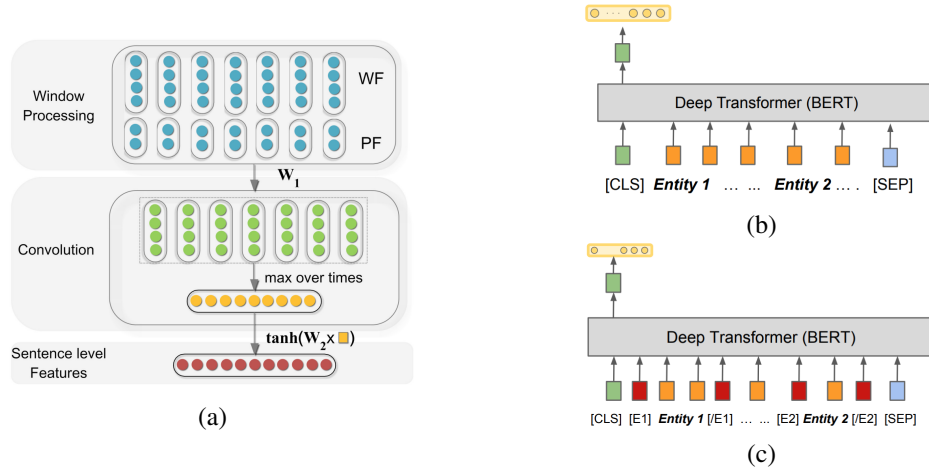 Window
Processing
WF
PF
W1
Convolution
max over times
tanh(W2×
)
Sentence level
Features
(a)
Deep Transformer (BERT)
[CLS] Entity 1 … ... Entity 2 … . [SEP]
(b)
Deep Transformer (BERT)
[CLS] [E1] Entity 1 [/E1] … ... [E2] Entity 2 [/E2] [SEP]
(c)